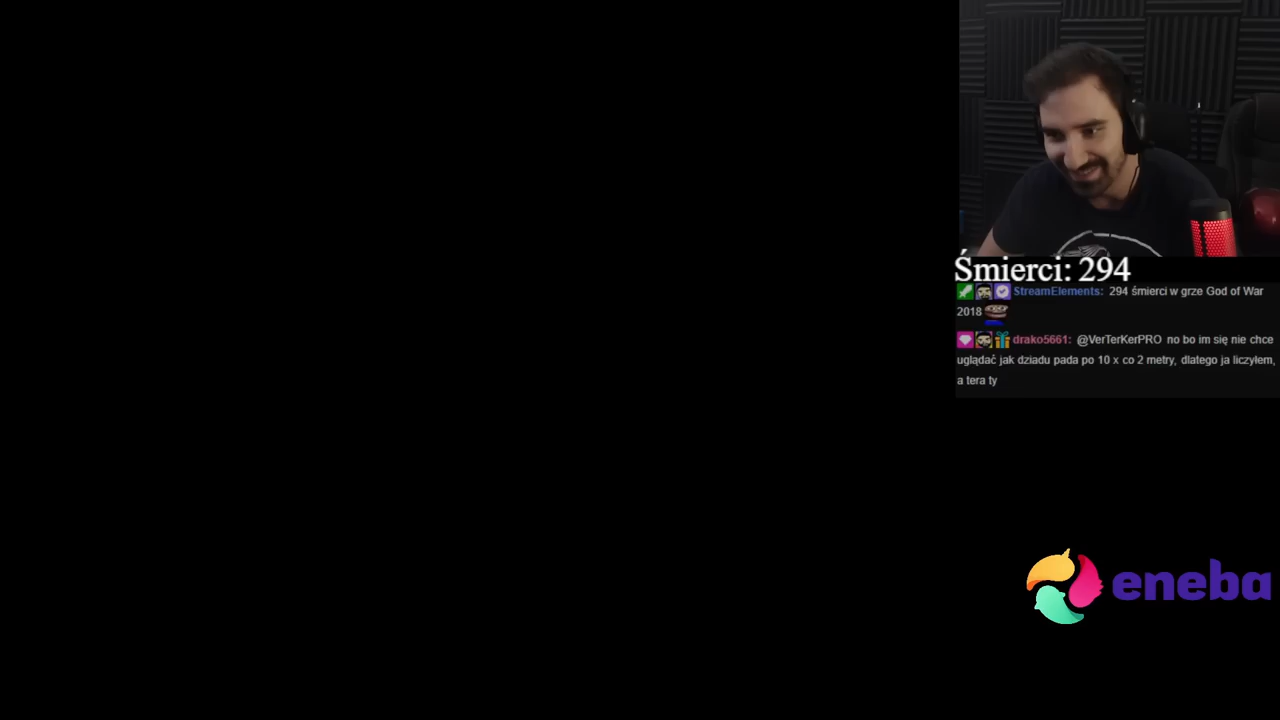 Śmierci: 294
StreamElements: 294 śmierci w grze God of War
2018
drako5661: @VerTerKerPRO no bo im się nie chce
uglądać jak dziadu pada po 10 x co 2 metry, dlatego ja liczyłem,
a tera ty
eneba